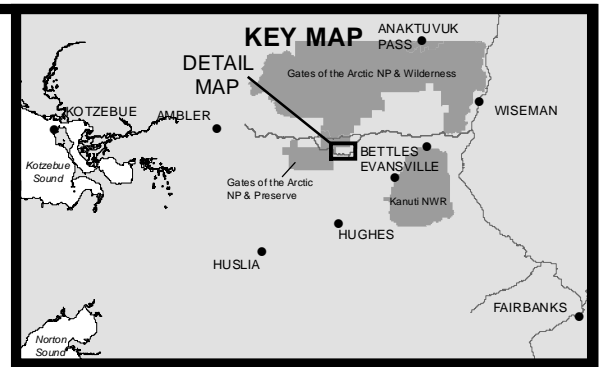 KEY MAP
ANAKTUVUK
PASS
DETAIL
MAP
Gates of the Arctic NP & Wilderness
KOTZEBUE
AMBLER
WISEMAN
Kotzebue
Sound
BETTLES
EVANSVILLE
Gates of the Arctic
NP & Preserve
Kanuti NWR
HUGHES
HUSLIA
FAIRBANKS
Norton
Sound